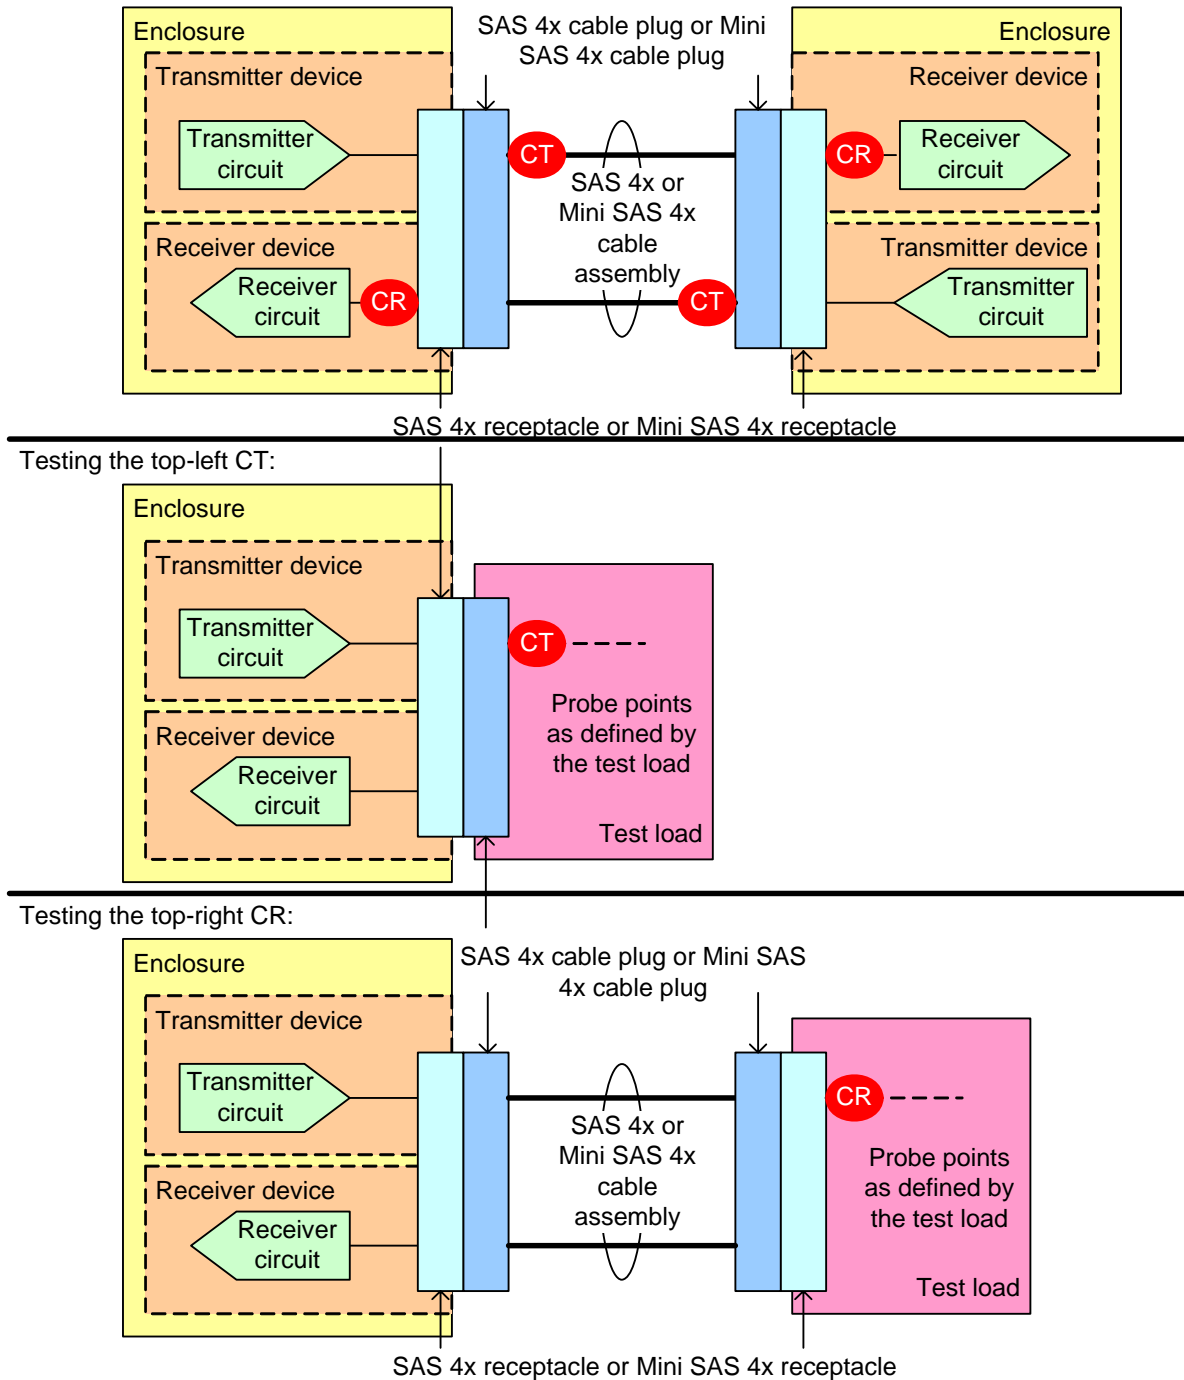 Enclosure
SAS 4x cable plug or Mini
SAS 4x cable plug
Enclosure
Transmitter device
Receiver device
Transmitter
circuit
CT
CR
Receiver
circuit
SAS 4x or
Mini SAS 4x
cable
assembly
Receiver device
Transmitter device
Receiver
circuit
CR
CT
Transmitter
circuit
SAS 4x receptacle or Mini SAS 4x receptacle
Testing the top-left CT:
Enclosure
Transmitter device
Transmitter
circuit
CT
Probe points
as defined by
the test load
Receiver device
Receiver
circuit
Test load
Testing the top-right CR:
SAS 4x cable plug or Mini SAS
4x cable plug
Enclosure
Transmitter device
Transmitter
circuit
CR
SAS 4x or
Mini SAS 4x
cable
assembly
Probe points
as defined by
the test load
Receiver device
Receiver
circuit
Test load
SAS 4x receptacle or Mini SAS 4x receptacle